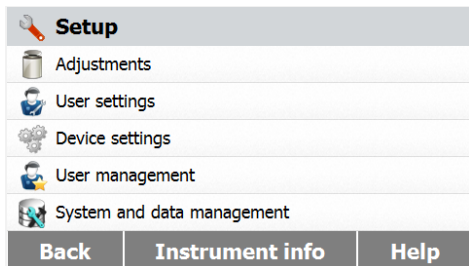 Setup
Adjustments
User settings
Device settings
User management
System and data management
Back Instrument info Help